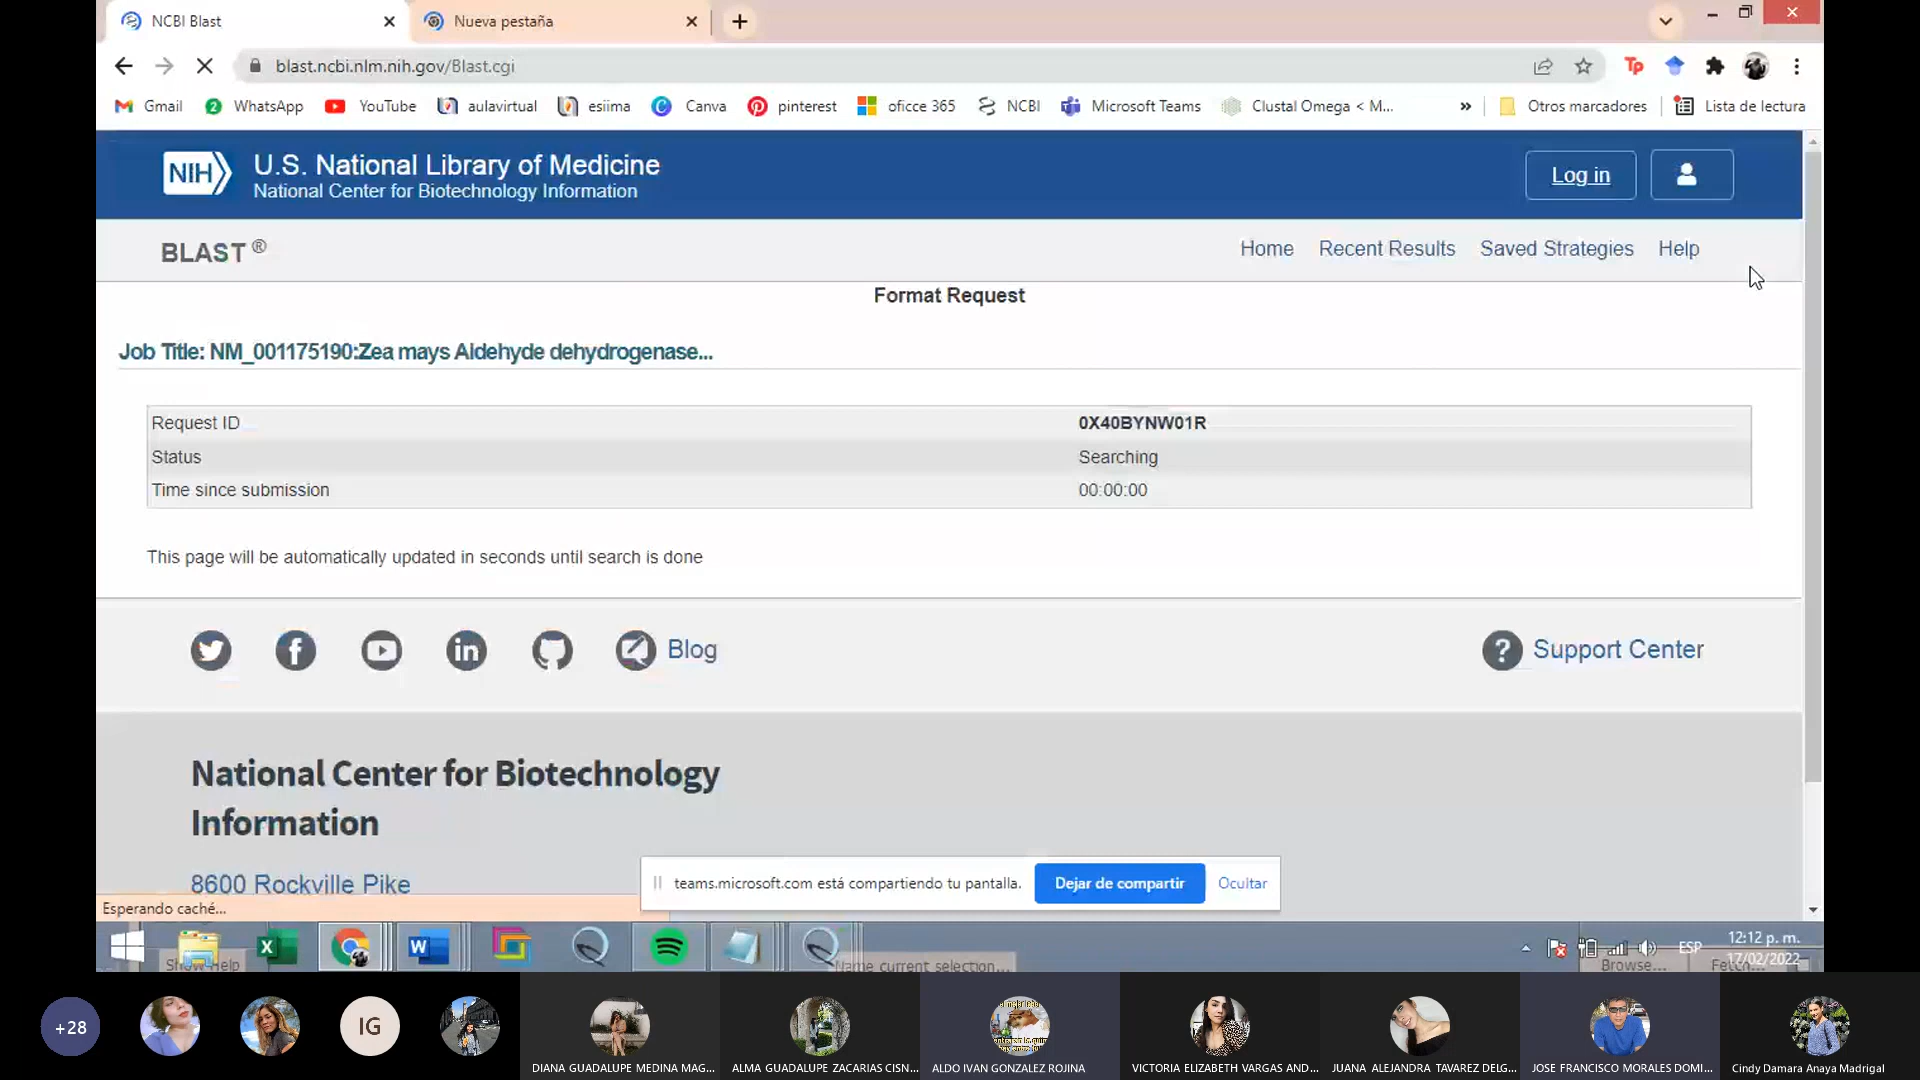 NCBI Blast
Nueva pestaña
blast.ncbi.nlm.nih.gov/Blast.cgi
Gmail WhatsApp YouTube aulavirtual esiima Canva pinterest oficce 365 NCBI Microsoft Teams Clustal Omega < M... » Otros marcadores Lista de lectura
NIH U.S. National Library of Medicine
National Center for Biotechnology Information
Log in
BLAST ® Home Recent Results Saved Strategies Help
Format Request
Job Title: NM_001175190:Zea mays Aldehyde dehydrogenase...
Request ID 0X40BYNW01R
Status Searching
Time since submission 00:00:00
This page will be automatically updated in seconds until search is done
Blog Support Center
National Center for Biotechnology
Information
8600 Rockville Pike
teams.microsoft.com está compartiendo tu pantalla. Dejar de compartir Ocultar
Esperando caché...
ESP 12:12 p. m.
17/02/2022
Show Help Name current selection... Browse...
+28 IG
DIANA GUADALUPE MEDINA MAG... ALMA GUADALUPE ZACARIAS CISN... ALDO IVAN GONZALEZ ROJINA VICTORIA ELIZABETH VARGAS AND... JUANA ALEJANDRA TAVAREZ DELG... JOSE FRANCISCO MORALES DOMI... Cindy Damara Anaya Madrigal